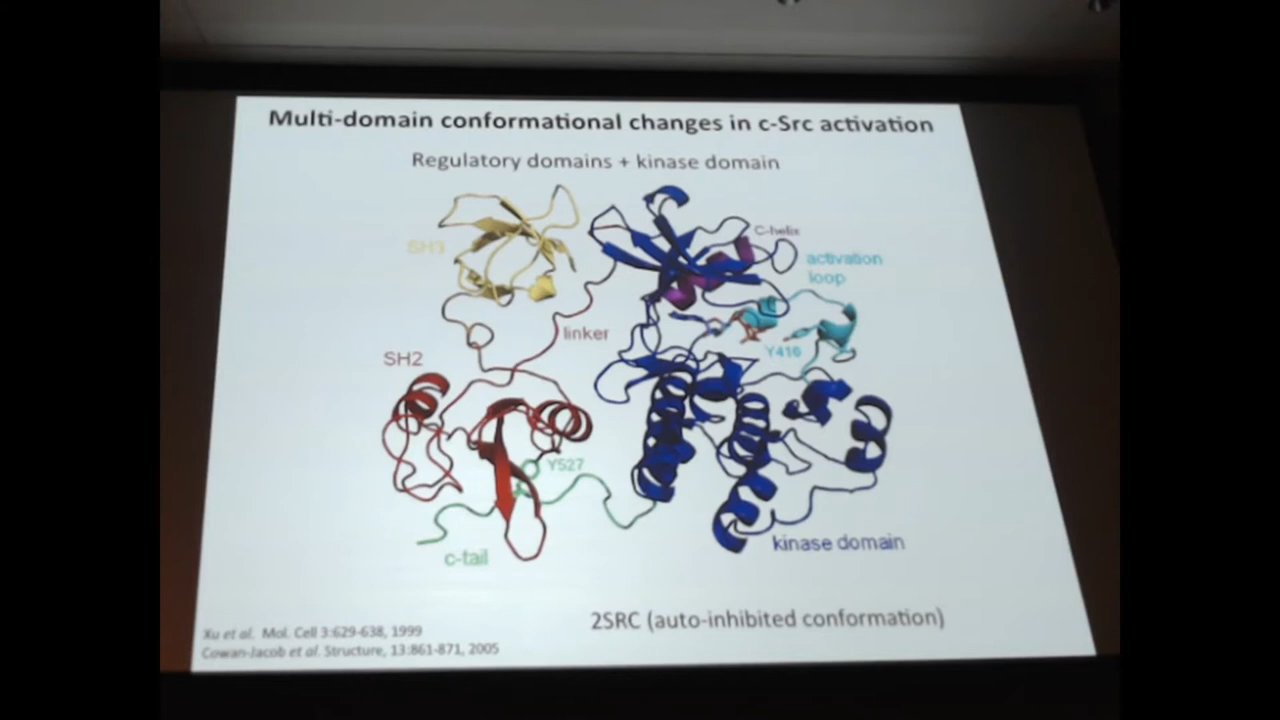 Multi-domain conformational changes in c-Src activation
Regulatory domains + kinase domain
SH3
C-helix
activation
loop
linker
Y416
SH2
Y527
c-tail
kinase domain
2SRC (auto-inhibited conformation)
Xu et al. Mol. Cell 3:629-638, 1999
Cowan-Jacob et al. Structure, 13:861-871, 2005